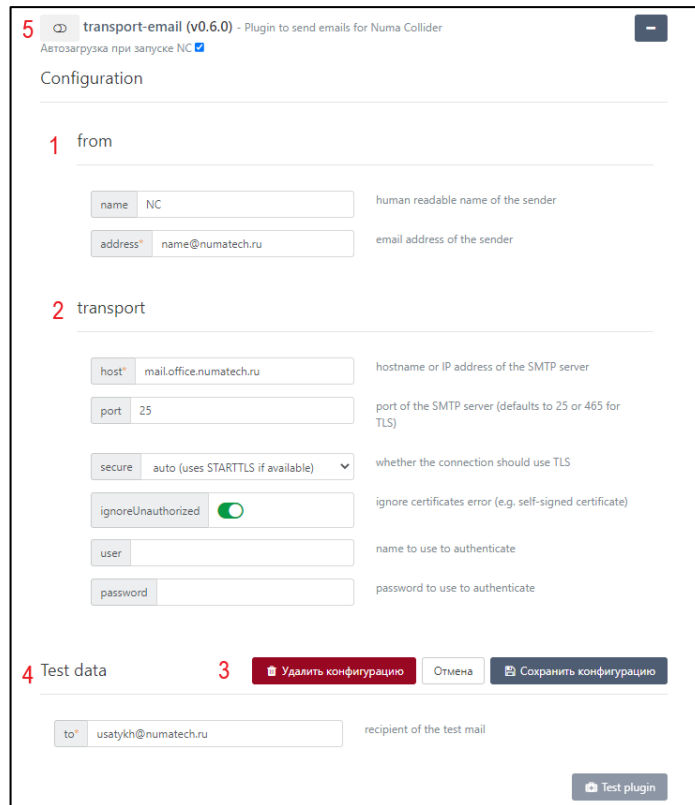 5 transport-email (v0.6.0) - Plugin to send emails for Numa Collider
Автозагрузка при запуске NC
Configuration
1 from
name NC human readable name of the sender
address* name@numatech.ru email address of the sender
2 transport
host* mail.office.numatech.ru hostname or IP address of the SMTP server
port 25 port of the SMTP server (defaults to 25 or 465 for
TLS)
secure auto (uses STARTTLS if available) whether the connection should use TLS
ignoreUnauthorized ignore certificates error (e.g. self-signed certificate)
user name to use to authenticate
password password to use to authenticate
4 Test data 3 Удалить конфигурацию Отмена Сохранить конфигурацию
to* usatykh@numatech.ru recipient of the test mail
Test plugin